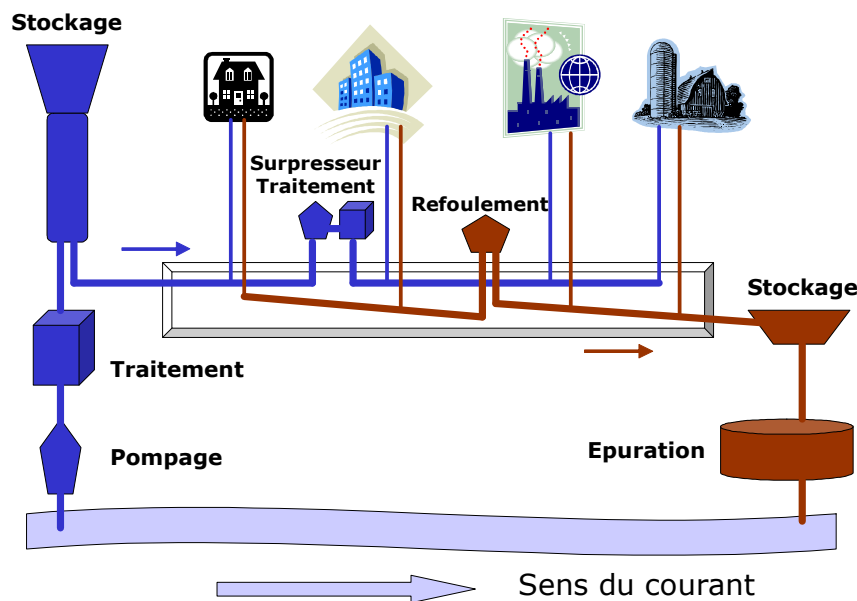 Stockage
Surpresseur
Traitement
Refoulement
Stockage
Traitement
Pompage
Epuration
Sens du courant